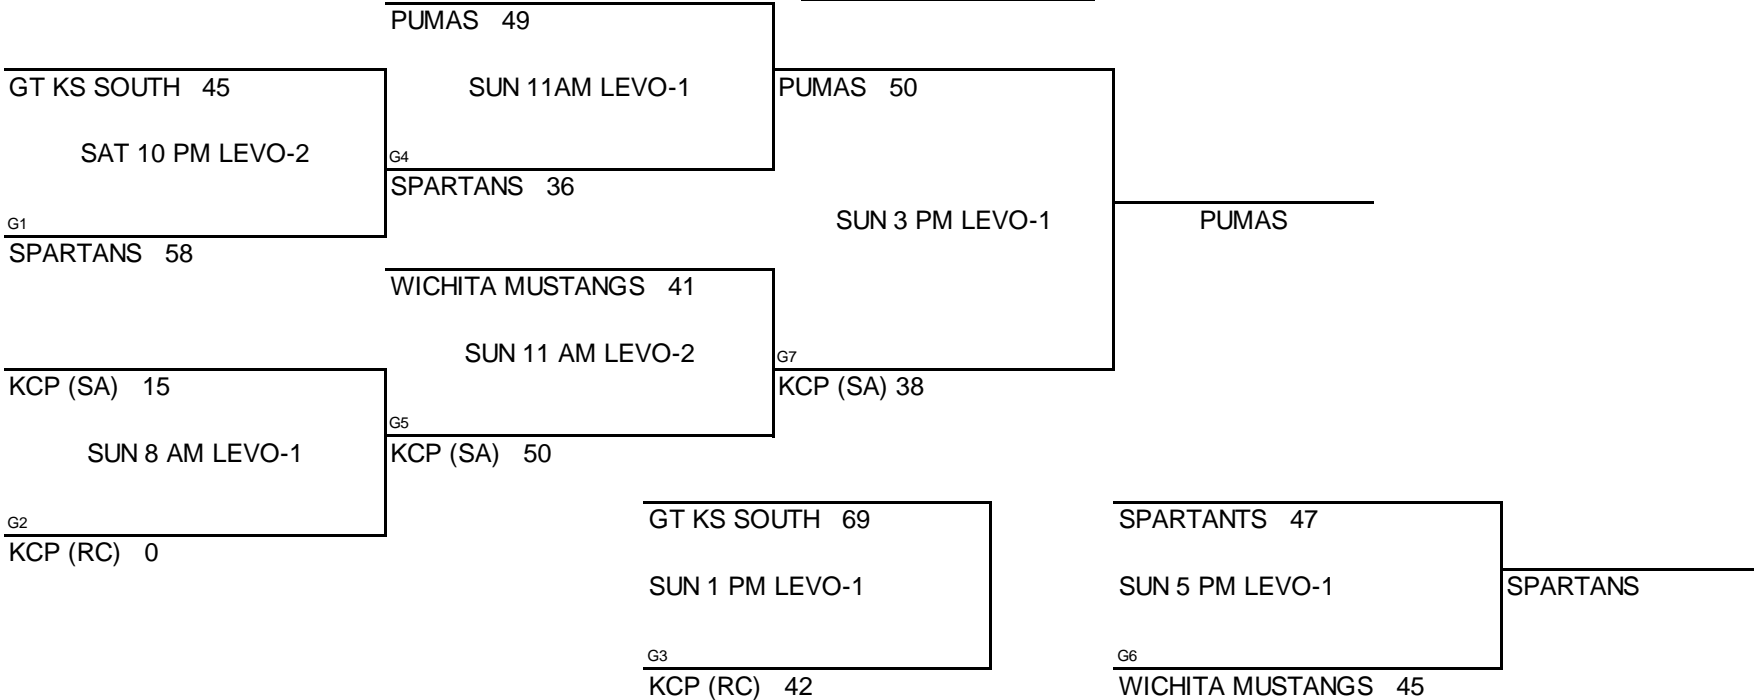 PUMAS 49
GT KS SOUTH 45
SUN 11AM LEVO-1
PUMAS 50
SAT 10 PM LEVO-2
G4
SPARTANS 36
G1
SUN 3 PM LEVO-1
PUMAS
SPARTANS 58
WICHITA MUSTANGS 41
SUN 11 AM LEVO-2
G7
KCP (SA) 15
KCP (SA) 38
G5
SUN 8 AM LEVO-1
KCP (SA) 50
G2
GT KS SOUTH 69
SPARTANTS 47
KCP (RC) 0
SUN 1 PM LEVO-1
SUN 5 PM LEVO-1
SPARTANS
G3
G6
KCP (RC) 42
WICHITA MUSTANGS 45